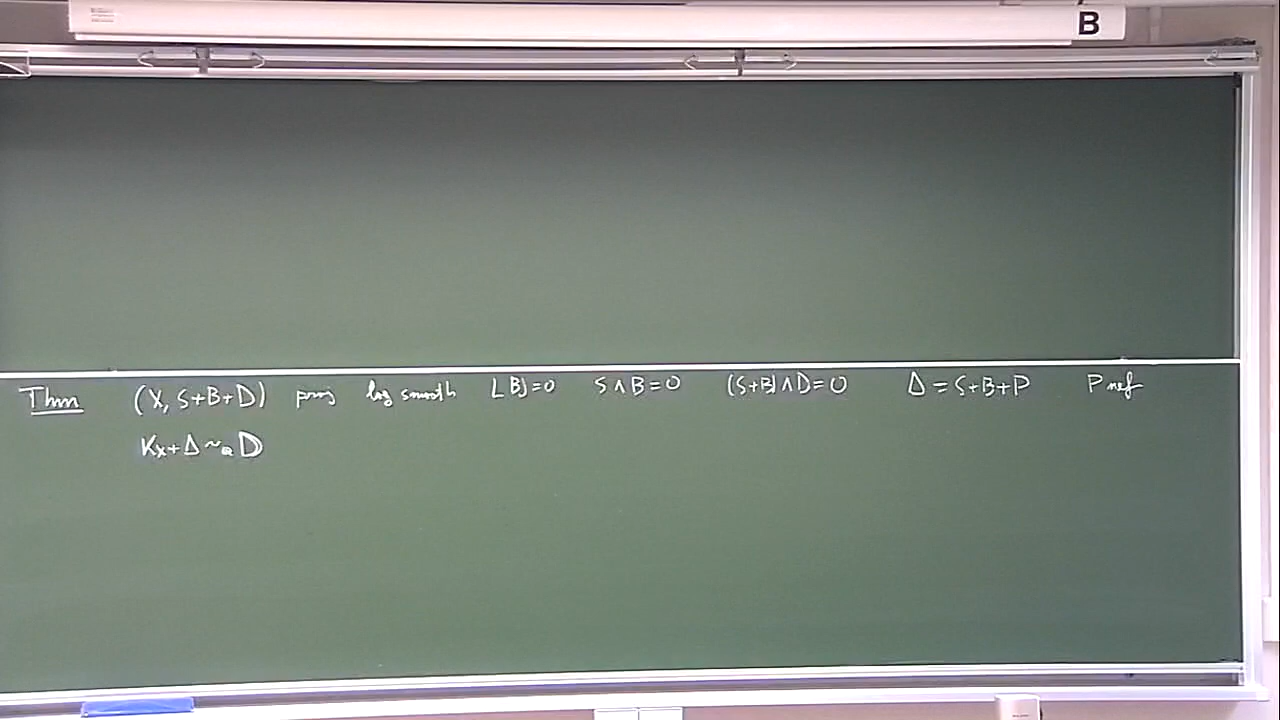 B
Thm (X, S+B+D) proj log smooth ⌊B⌋=0 S∧B=0 (S+B)∧D=0 Δ=S+B+P P nef
K_X+Δ ~_Q D